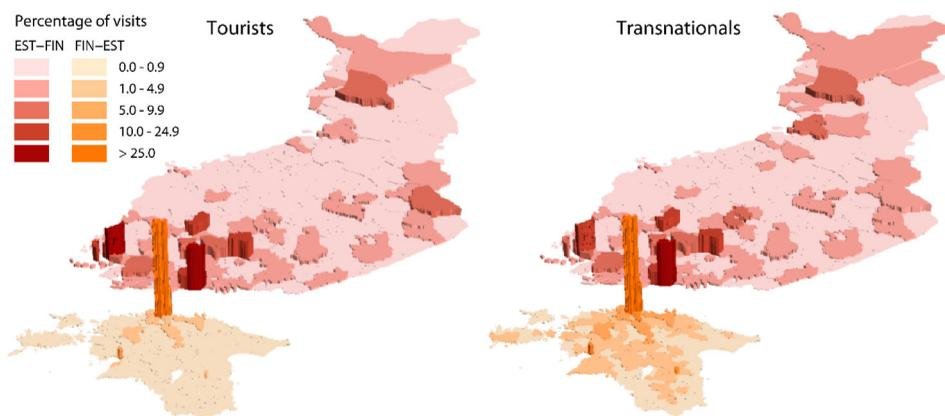 Percentage of visits
EST–FIN FIN–EST
0.0 - 0.9
1.0 - 4.9
5.0 - 9.9
10.0 - 24.9
> 25.0
Tourists
Transnationals